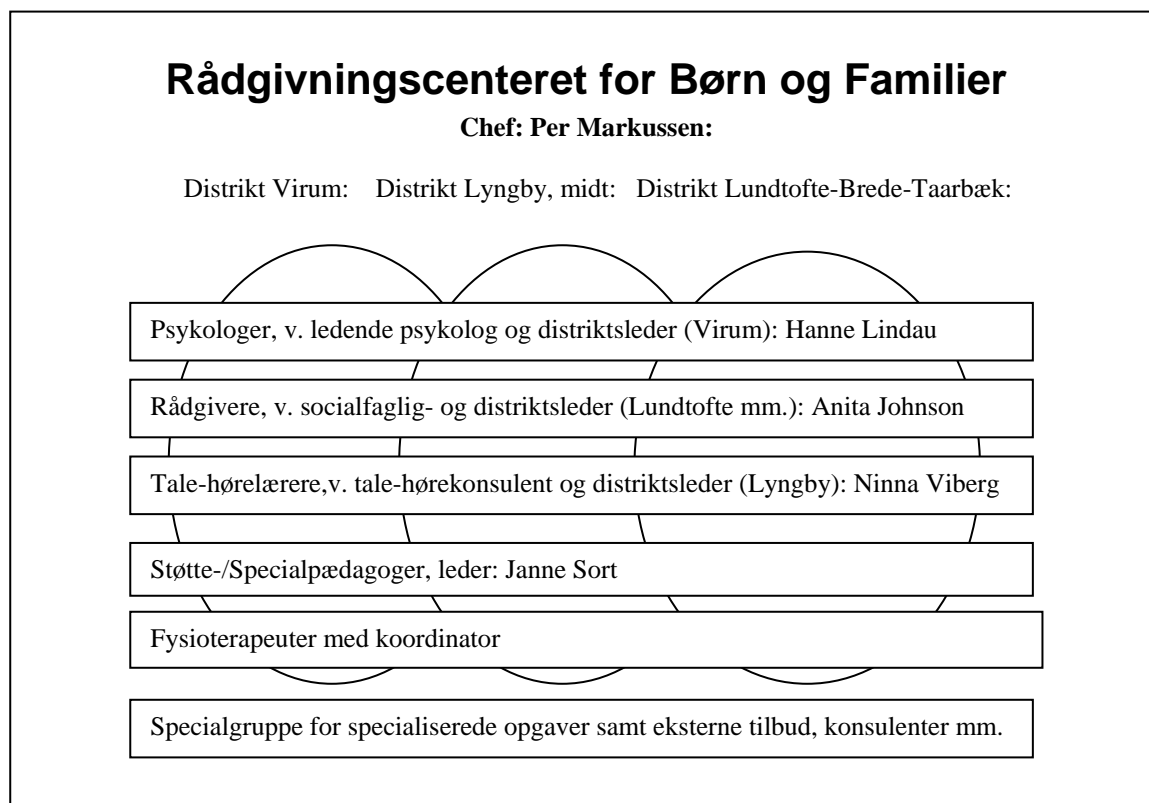 Rådgivningscenteret for Børn og Familier
Chef: Per Markussen:
Distrikt Virum: Distrikt Lyngby, midt: Distrikt Lundtofte-Brede-Taarbæk:
Psykologer, v. ledende psykolog og distriktsleder (Virum): Hanne Lindau
Rådgivere, v. socialfaglig- og distriktsleder (Lundtofte mm.): Anita Johnson
Tale-hørelærere,v. tale-hørekonsulent og distriktsleder (Lyngby): Ninna Viberg
Støtte-/Specialpædagoger, leder: Janne Sort
Fysioterapeuter med koordinator
Specialgruppe for specialiserede opgaver samt eksterne tilbud, konsulenter mm.